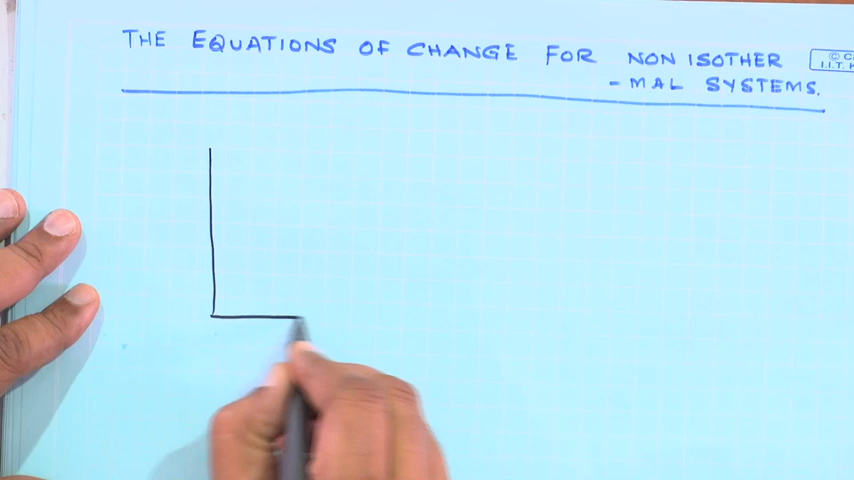 THE EQUATIONS OF CHANGE FOR NON ISOTHER
- MAL SYSTEMS.
©
I.I.T.